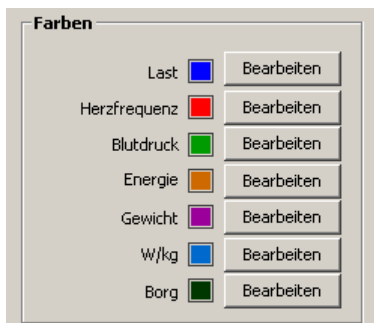 Farben
Last Bearbeiten
Herzfrequenz Bearbeiten
Blutdruck Bearbeiten
Energie Bearbeiten
Gewicht Bearbeiten
W/kg Bearbeiten
Borg Bearbeiten